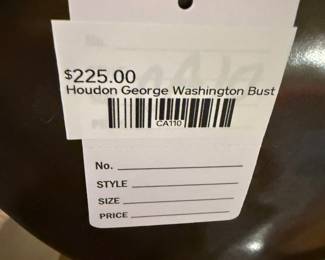 $225.00
Houdon George Washington Bust
CA110
No.
STYLE
SIZE
PRICE